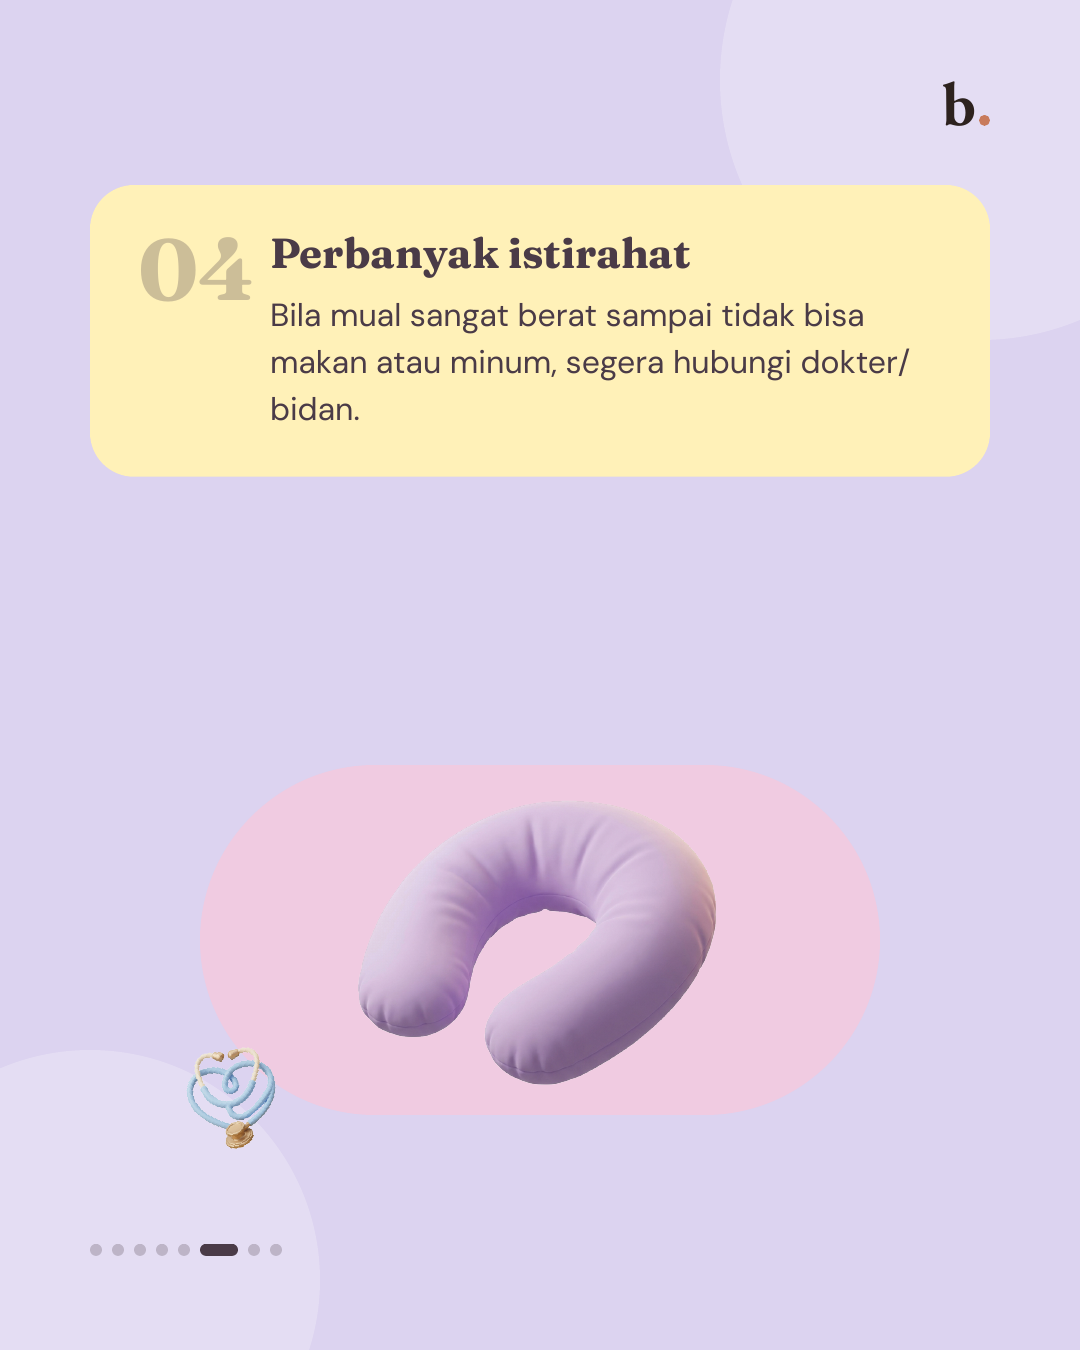 b.
04
Perbanyak istirahat
Bila mual sangat berat sampai tidak bisa
makan atau minum, segera hubungi dokter/
bidan.